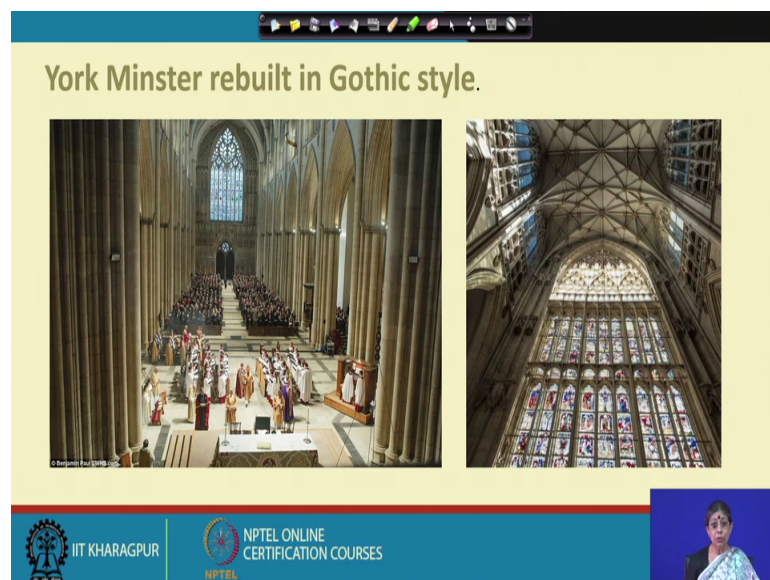 York Minster rebuilt in Gothic style.
IIT KHARAGPUR
NPTEL
NPTEL ONLINE
CERTIFICATION COURSES